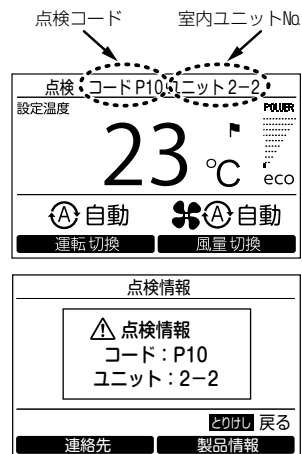 点検コード 室内ユニットNo.
点検 コード P10 ユニット 2−2
設定温度 POWER
23 ℃
eco
Ⓐ自動 Ⓐ自動
運転切換 風量切換
点検情報
⚠ 点検情報
コード：P10
ユニット：2−2
とりけし 戻る
連絡先 製品情報